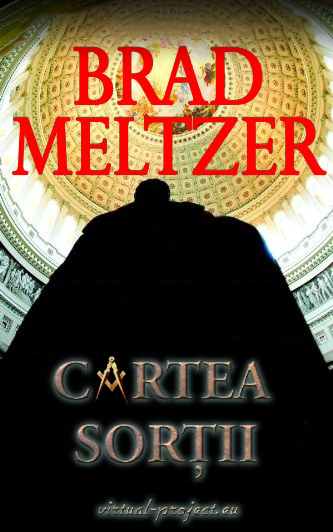 BRAD
MELTZER
CARTEA
SORȚII
virtual-project.eu